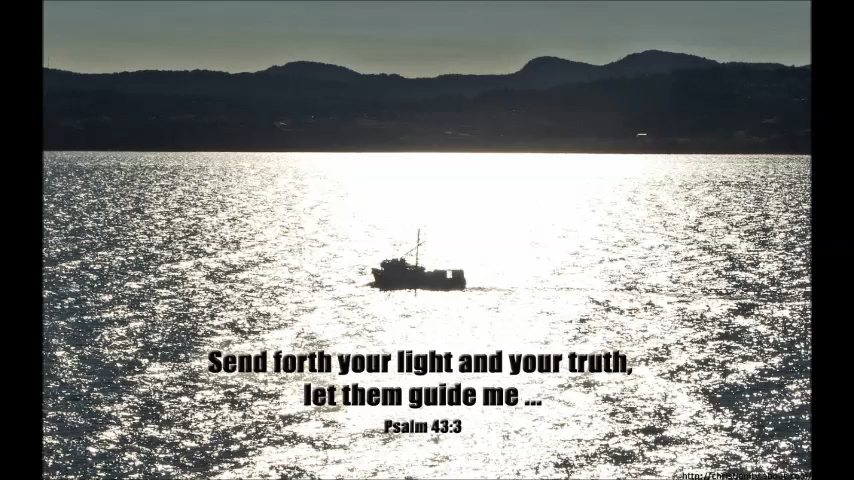 Send forth your light and your truth,
let them guide me ...
Psalm 43:3